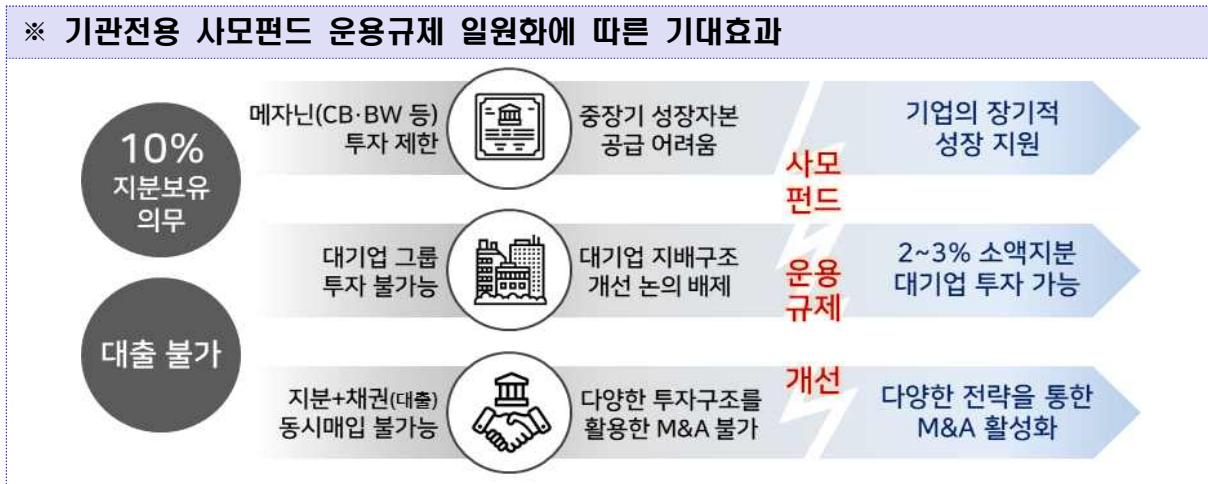 ※ 기관전용 사모펀드 운용규제 일원화에 따른 기대효과
10%
지분보유
의무
대출 불가
메자닌(CB·BW 등)
투자 제한
중장기 성장자본
공급 어려움
기업의 장기적
성장 지원
대기업 그룹
투자 불가능
대기업 지배구조
개선 논의 배제
2~3% 소액지분
대기업 투자 가능
지분+채권(대출)
동시매입 불가능
다양한 투자구조를
활용한 M&A 불가
다양한 전략을 통한
M&A 활성화
사모
펀드
운용
규제
개선